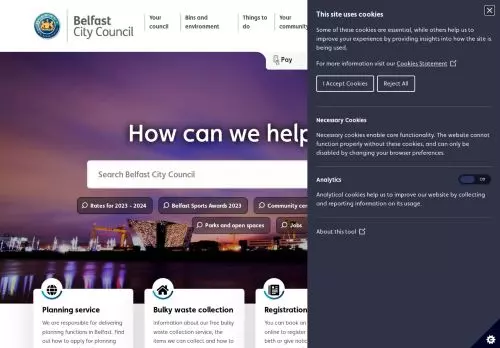 Belfast
City Council
Your
council
Bins and
environment
Things to
do
Your
community
Pay
How can we help
Search Belfast City Council
Rates for 2023 - 2024
Belfast Sports Awards 2023
Community cen
Parks and open spaces
Jobs
Planning service
We are responsible for delivering
planning functions in Belfast. Find
out how to apply for planning
Bulky waste collection
Information about our free bulky
waste collection service, the
items we can collect and how to
Registration
You can book an
online to register
birth or give notic
This site uses cookies
Some of these cookies are essential, while others help us to
improve your experience by providing insights into how the site is
being used.
For more information visit our Cookies Statement
I Accept Cookies
Reject All
Necessary Cookies
Necessary cookies enable core functionality. The website cannot
function properly without these cookies, and can only be
disabled by changing your browser preferences.
Analytics
Off
Analytical cookies help us to improve our website by collecting
and reporting information on its usage.
About this tool